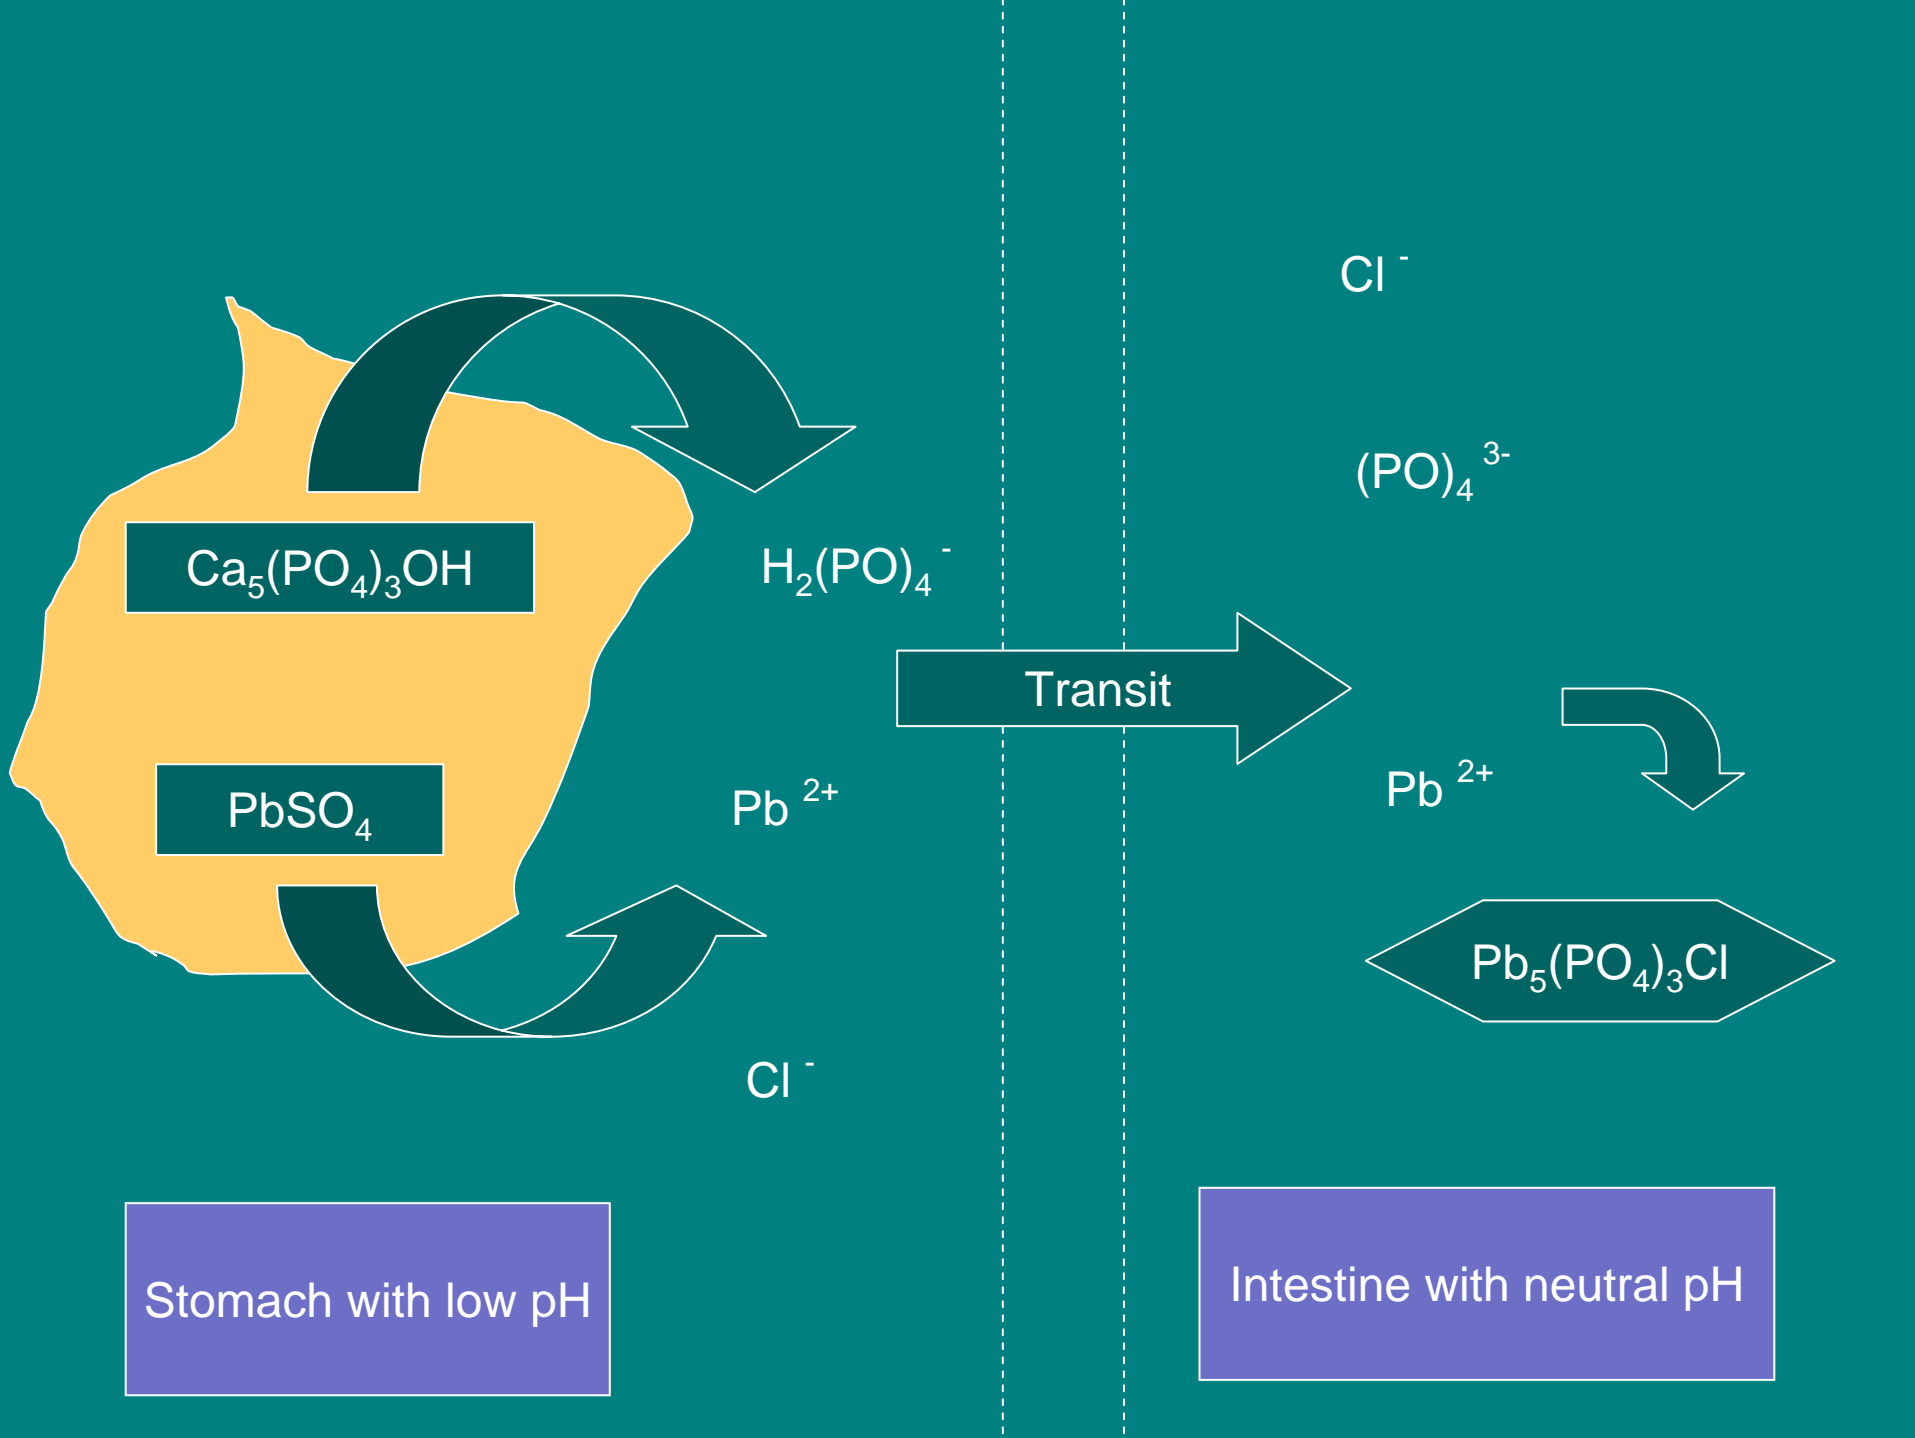 Cl -
(PO)4 3-
Ca5(PO4)3OH
H2(PO)4 -
Transit
PbSO4
Pb 2+
Pb 2+
Pb5(PO4)3Cl
Cl -
Stomach with low pH
Intestine with neutral pH